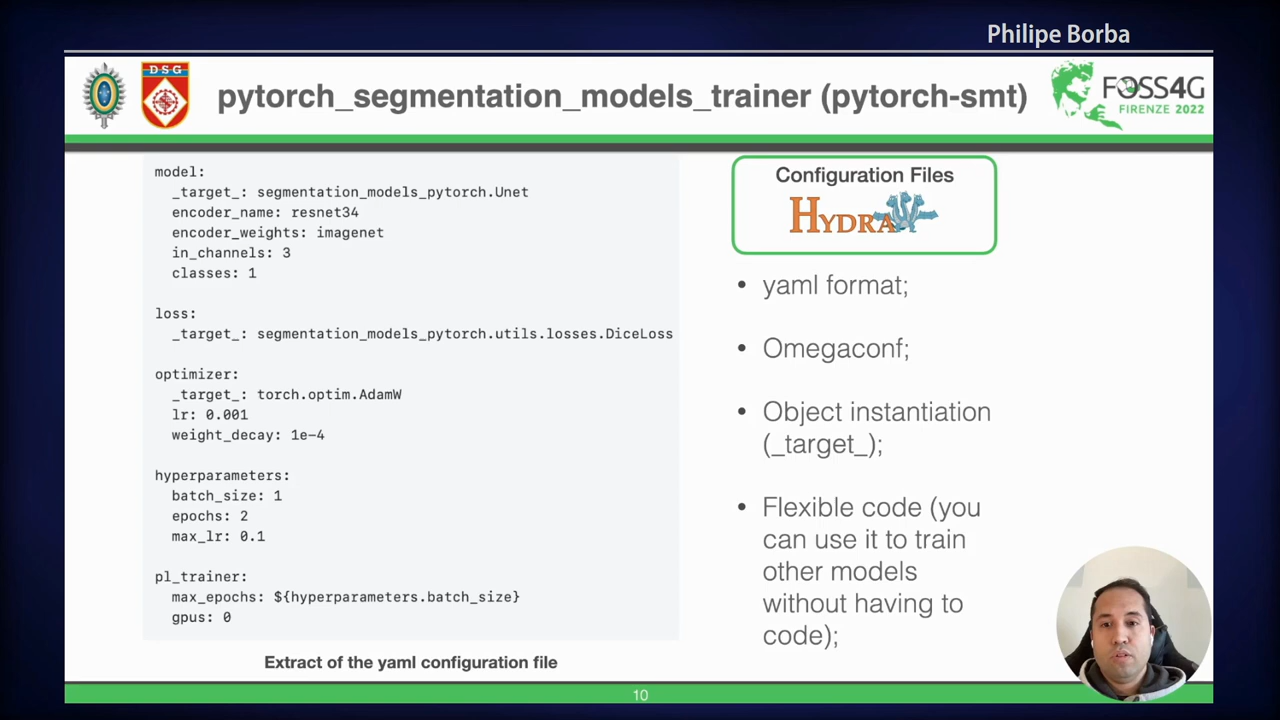 Philipe Borba
DSG
pytorch_segmentation_models_trainer (pytorch-smt)
FOSS4G
FIRENZE 2022
model:
_target_: segmentation_models_pytorch.Unet
encoder_name: resnet34
encoder_weights: imagenet
in_channels: 3
classes: 1
loss:
_target_: segmentation_models_pytorch.utils.losses.DiceLoss
optimizer:
_target_: torch.optim.AdamW
lr: 0.001
weight_decay: 1e-4
hyperparameters:
batch_size: 1
epochs: 2
max_lr: 0.1
pl_trainer:
max_epochs: ${hyperparameters.batch_size}
gpus: 0
Extract of the yaml configuration file
Configuration Files
HYDRA
• yaml format;
• Omegaconf;
• Object instantiation
(_target_);
• Flexible code (you
can use it to train
other models
without having to
code);
10